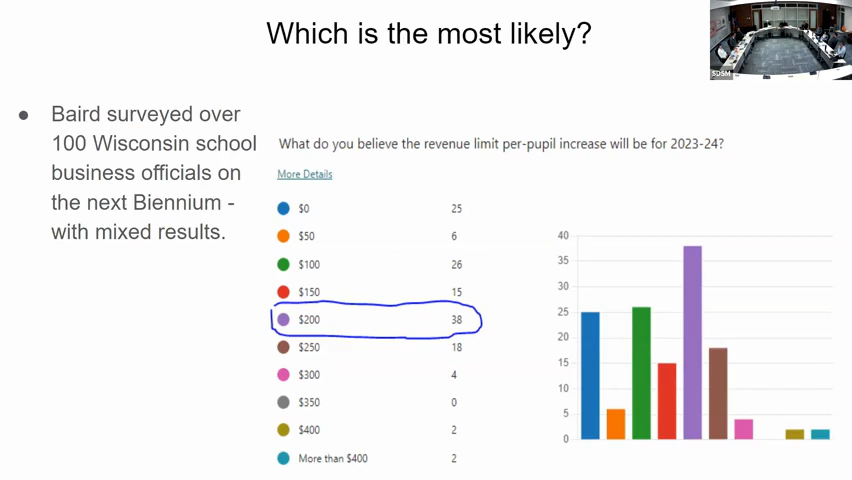 Which is the most likely?
SDSM
● Baird surveyed over
100 Wisconsin school
business officials on
the next Biennium -
with mixed results.
What do you believe the revenue limit per-pupil increase will be for 2023-24?
More Details
$0 25
$50 6
$100 26
$150 15
$200 38
$250 18
$300 4
$350 0
$400 2
More than $400 2
40
35
30
25
20
15
10
5
0